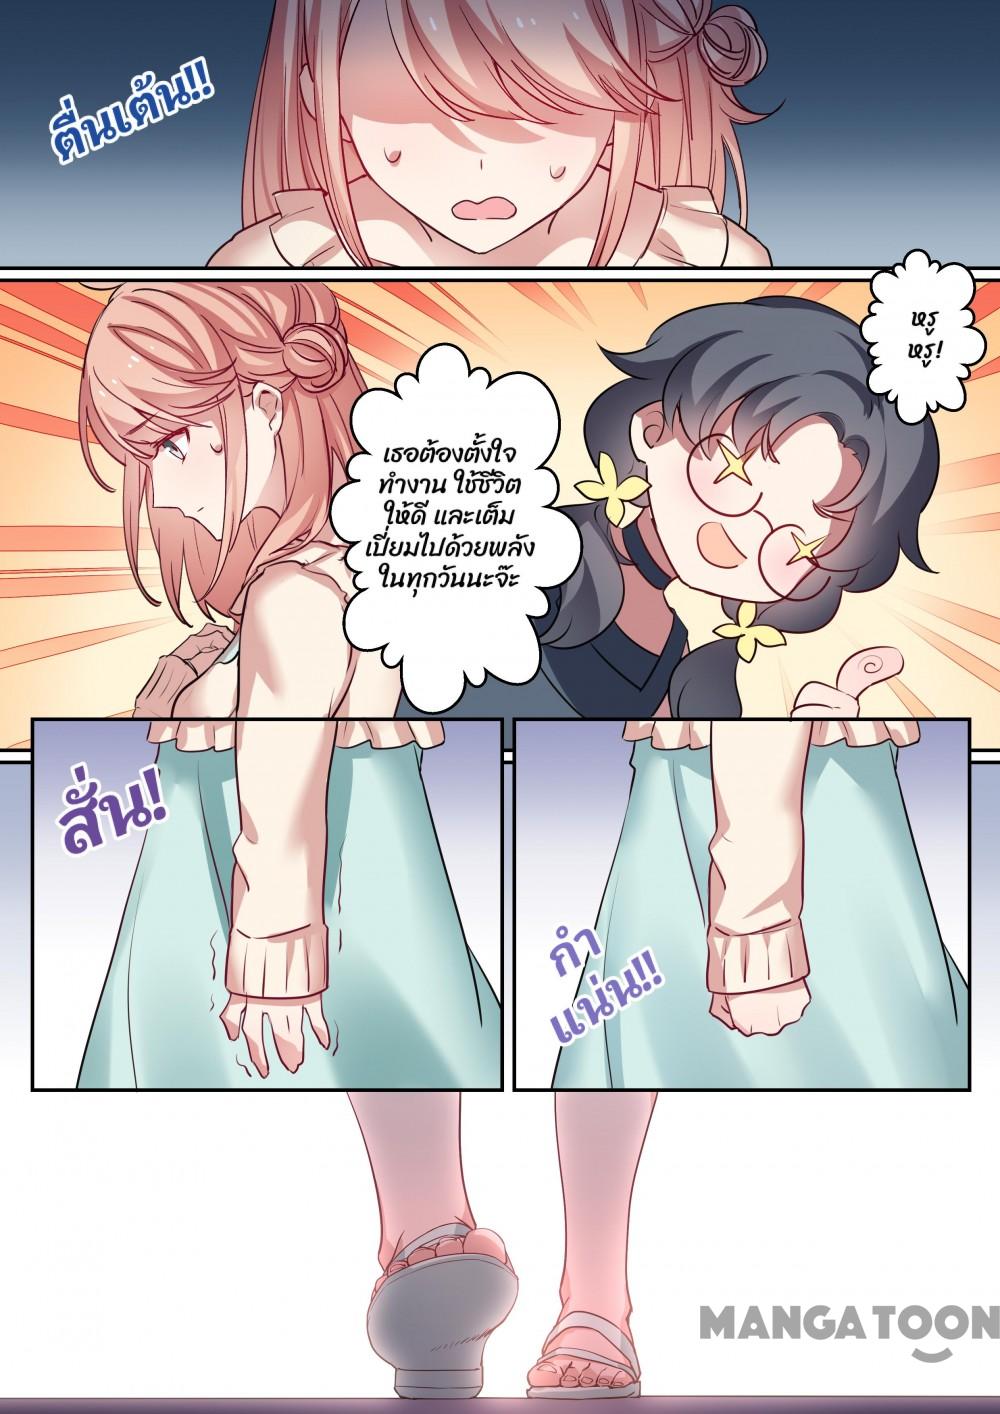 ตื่นเต้น!!
หรู
หรู!
เธอต้องตั้งใจ
ทำงาน ใช้ชีวิต
ให้ดี และเต็ม
เปี่ยมไปด้วยพลัง
ในทุกวันนะจ๊ะ
สั่น!
กำ
แน่น!!
MANGATOON